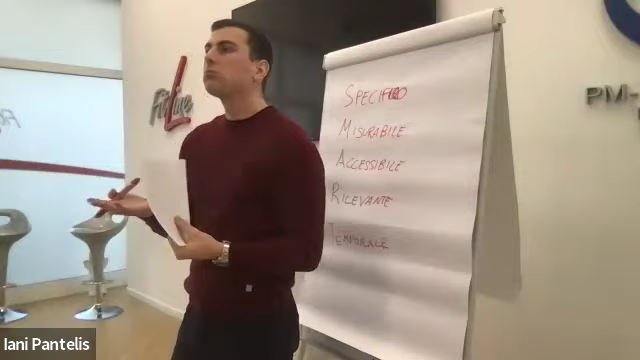 SPECIFICO
MISURABILE
ACCESSIBILE
RILEVANTE
TEMPORALE
FitLine
PM-
Iani Pantelis